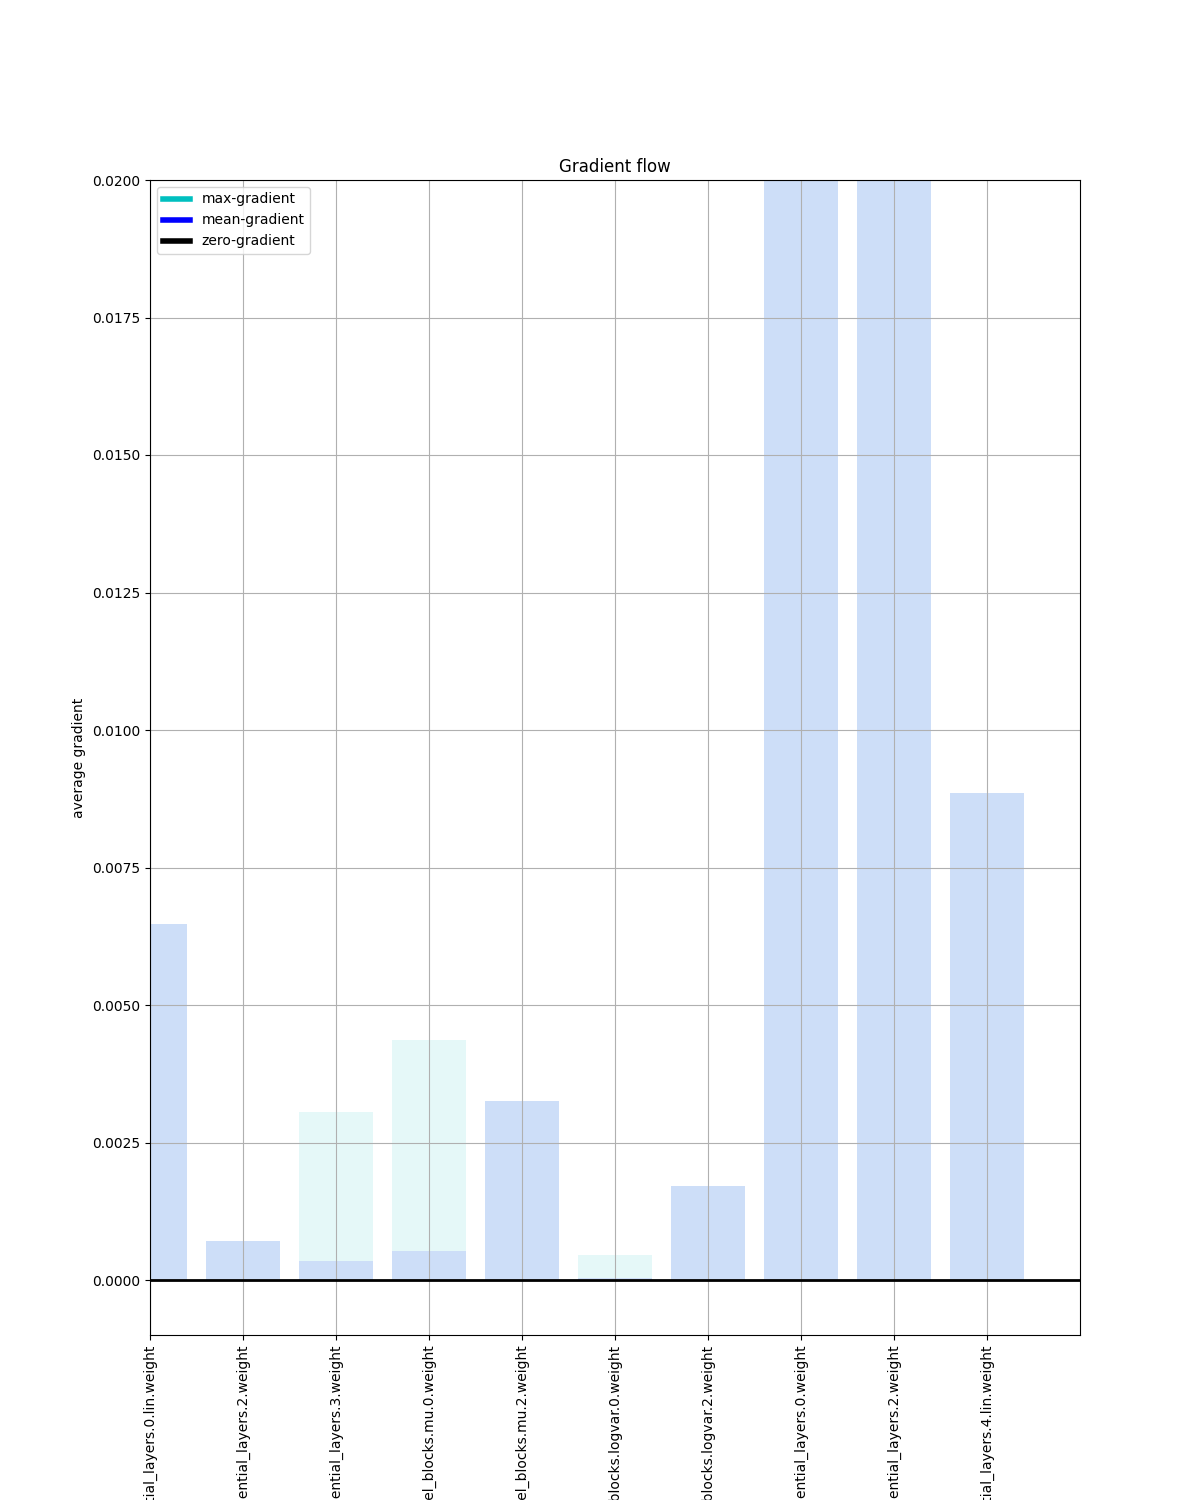 Gradient flow
max-gradient
mean-gradient
zero-gradient
0.0200
0.0175
0.0150
0.0125
0.0100
0.0075
0.0050
0.0025
0.0000
average gradient
tial_layers.0.lin.weight
ential_layers.2.weight
ential_layers.3.weight
el_blocks.mu.0.weight
el_blocks.mu.2.weight
blocks.logvar.0.weight
blocks.logvar.2.weight
ential_layers.0.weight
ential_layers.2.weight
tial_layers.4.lin.weight